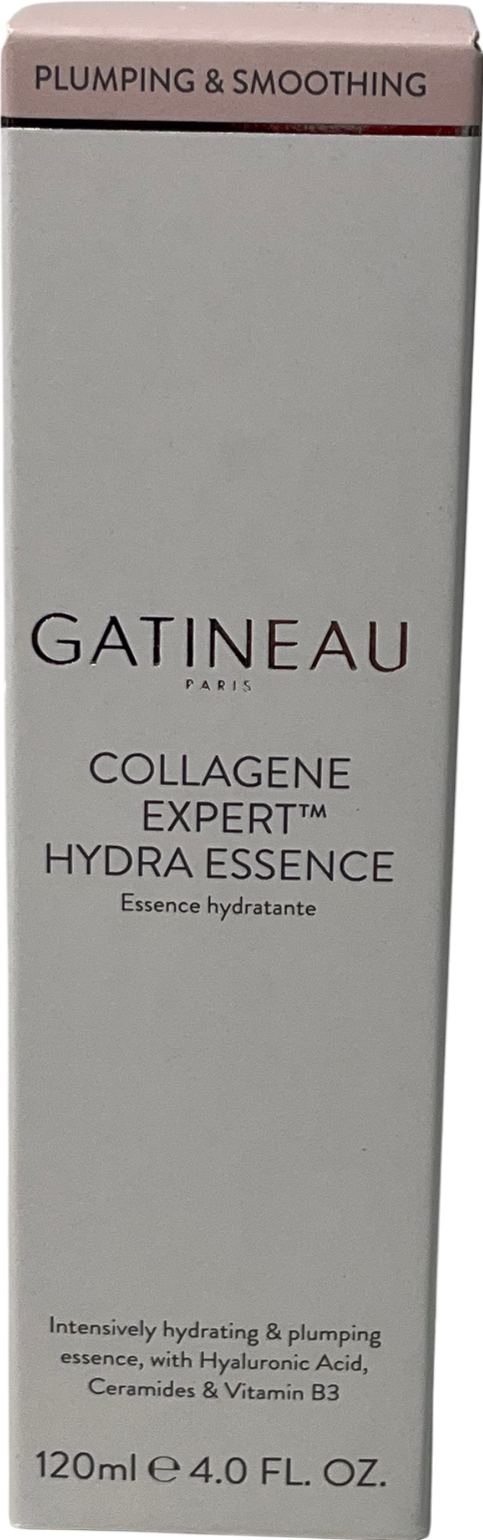 PLUMPING & SMOOTHING
GATINEAU
PARIS
COLLAGENE
EXPERT™
HYDRA ESSENCE
Essence hydratante
Intensively hydrating & plumping
essence, with Hyaluronic Acid,
Ceramides & Vitamin B3
120ml ℮ 4.0 FL. OZ.